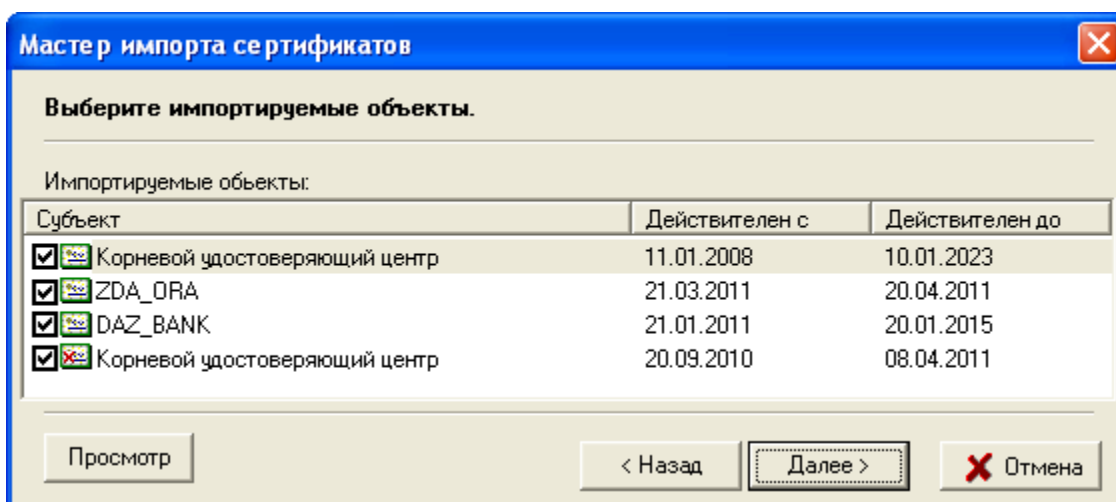 Мастер импорта сертификатов
Выберите импортируемые объекты.
Импортируемые обьекты:
Субъект Действителен с Действителен до
Корневой удостоверяющий центр 11.01.2008 10.01.2023
ZDA_ORA 21.03.2011 20.04.2011
DAZ_BANK 21.01.2011 20.01.2015
Корневой удостоверяющий центр 20.09.2010 08.04.2011
Просмотр < Назад Далее > Отмена